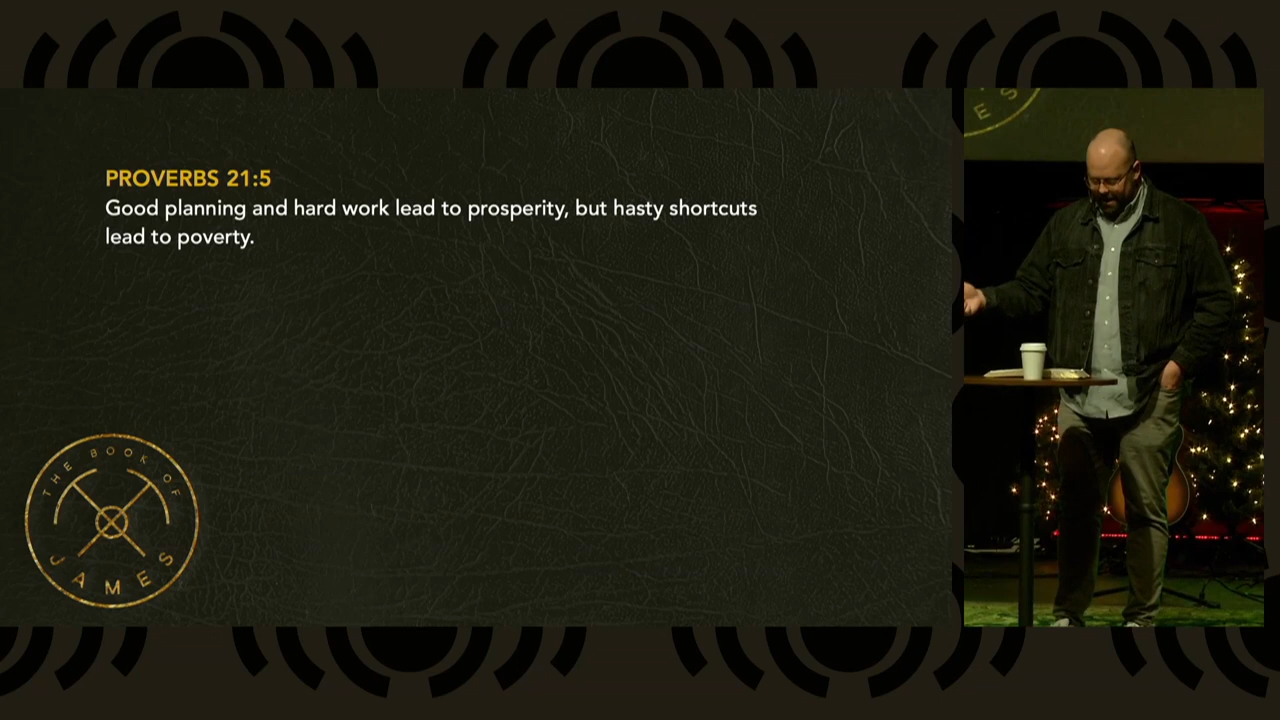 PROVERBS 21:5
Good planning and hard work lead to prosperity, but hasty shortcuts
lead to poverty.
THE BOOK OF
JAMES
E S